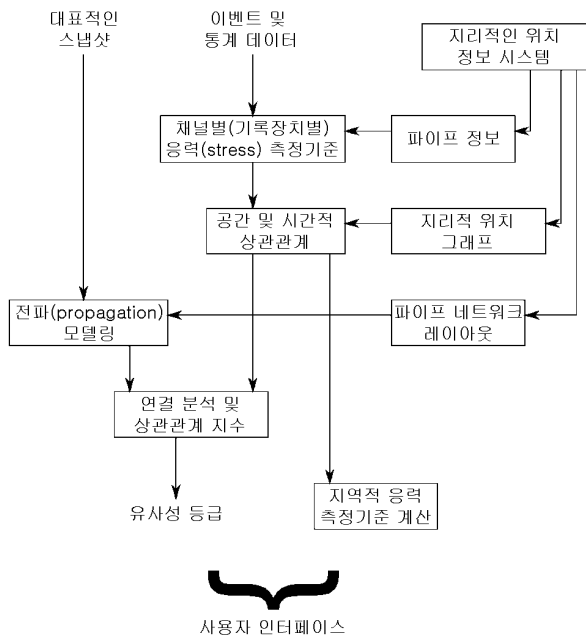 대표적인
스냅샷
이벤트 및
통계 데이터
지리적인 위치
정보 시스템
채널별(기록장치별)
응력(stress) 측정기준
파이프 정보
공간 및 시간적
상관관계
지리적 위치
그래프
전파(propagation)
모델링
파이프 네트워크
레이아웃
연결 분석 및
상관관계 지수
유사성 등급
지역적 응력
측정기준 계산
사용자 인터페이스